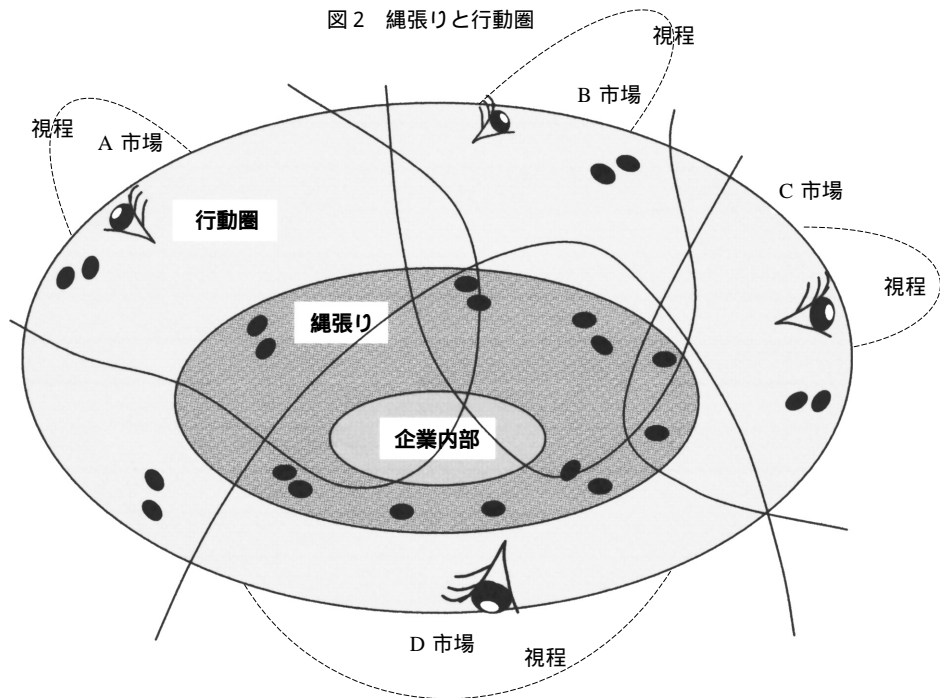 図2 縄張りと行動圏
視程
B 市場
視程
A 市場
C 市場
行動圏
視程
縄張り
企業内部
D 市場
視程